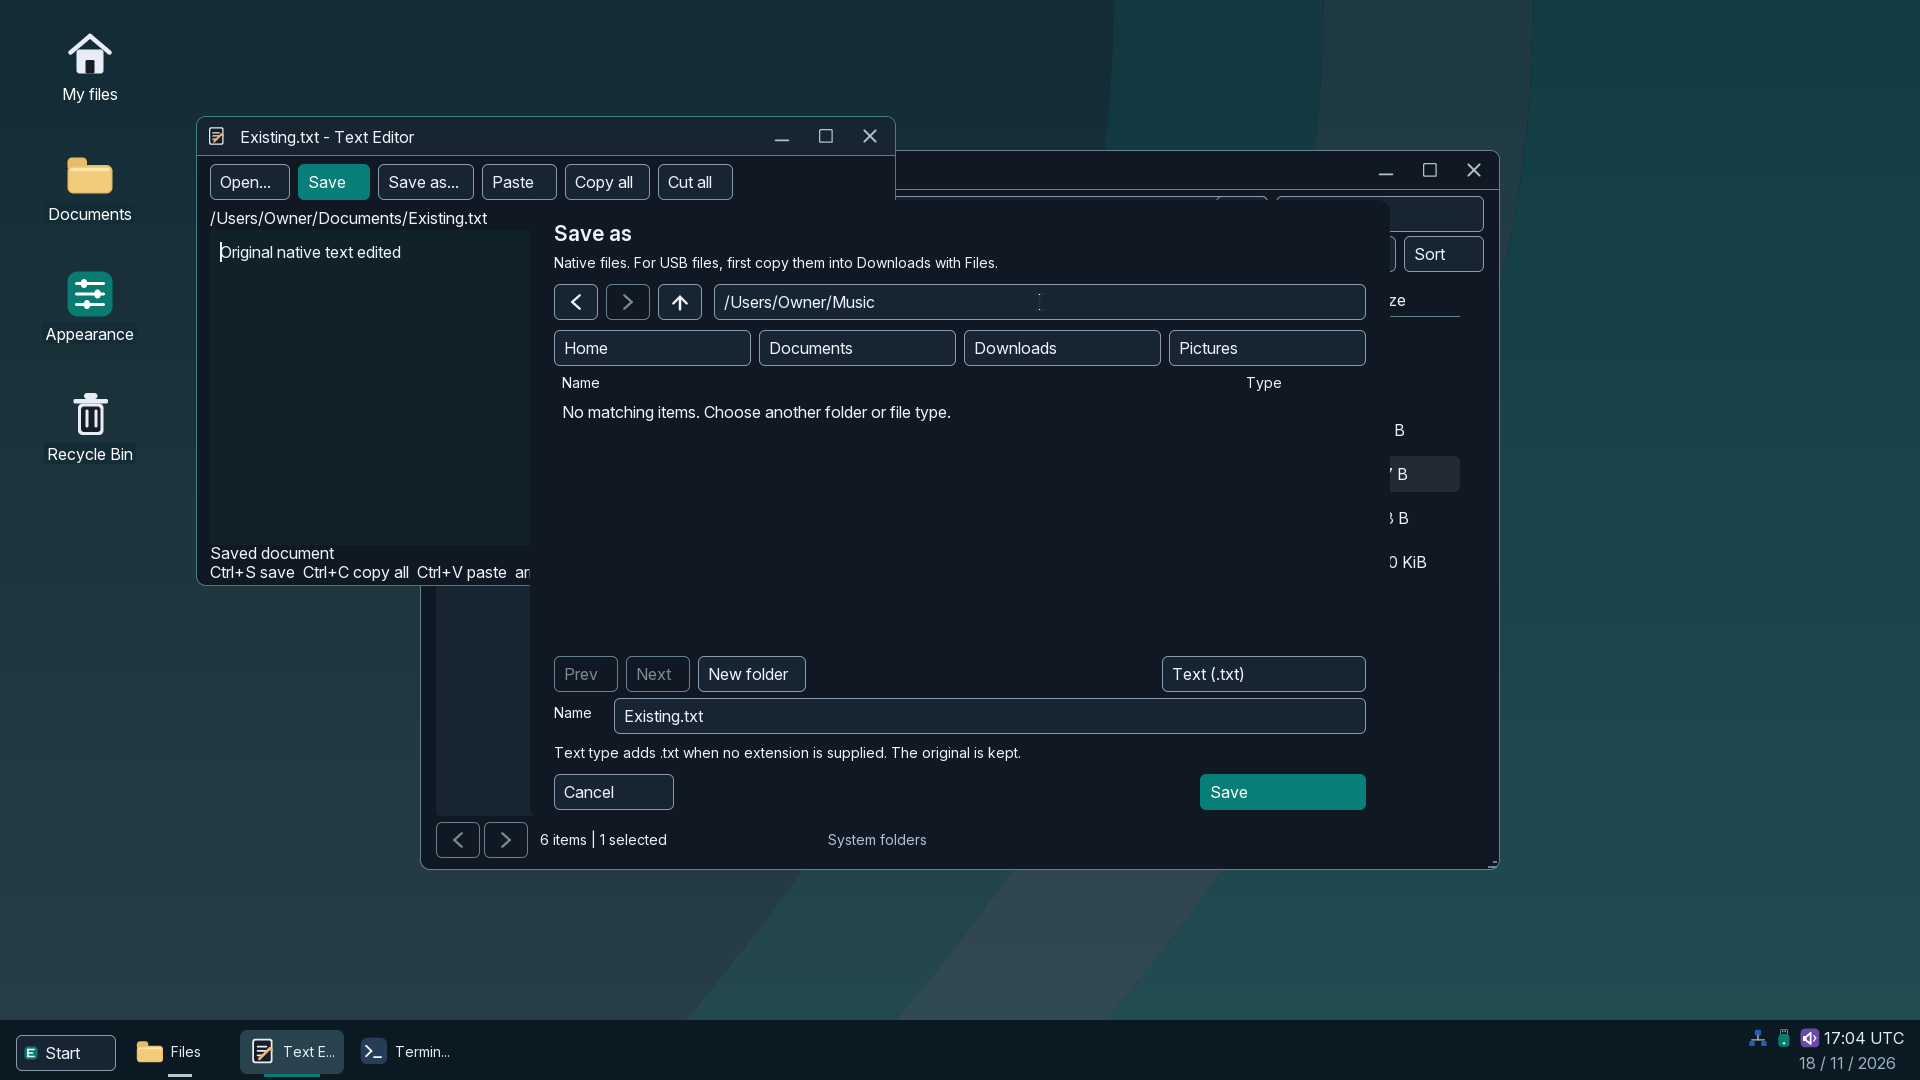 My files
Documents
Appearance
Recycle Bin
Existing.txt - Text Editor
Open...
Save
Save as...
Paste
Copy all
Cut all
/Users/Owner/Documents/Existing.txt
Original native text edited
Saved document
Ctrl+S save Ctrl+C copy all Ctrl+V paste
Save as
Native files. For USB files, first copy them into Downloads with Files.
/Users/Owner/Music
Home
Documents
Downloads
Pictures
Name
Type
No matching items. Choose another folder or file type.
Prev
Next
New folder
Text (.txt)
Name
Existing.txt
Text type adds .txt when no extension is supplied. The original is kept.
Cancel
Save
Sort
B
B
B
KiB
6 items | 1 selected
System folders
Start
Files
Text E...
Termin...
17:04 UTC
18 / 11 / 2026